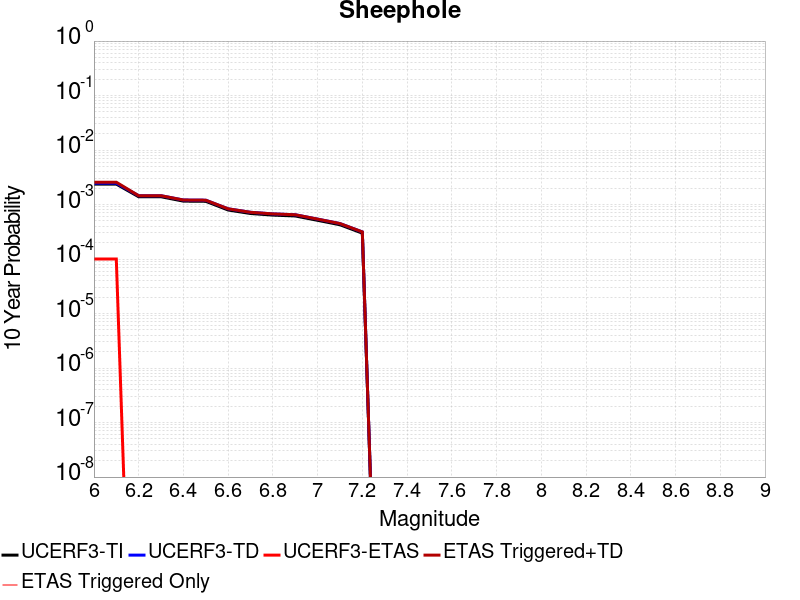 Sheephole
10 0
10 -1
10 -2
10 -3
10 -4
10 -5
10 -6
10 -7
10 -8
10 Year Probability
6 6.2 6.4 6.6 6.8 7 7.2 7.4 7.6 7.8 8 8.2 8.4 8.6 8.8 9
Magnitude
UCERF3-TI UCERF3-TD UCERF3-ETAS ETAS Triggered+TD
ETAS Triggered Only